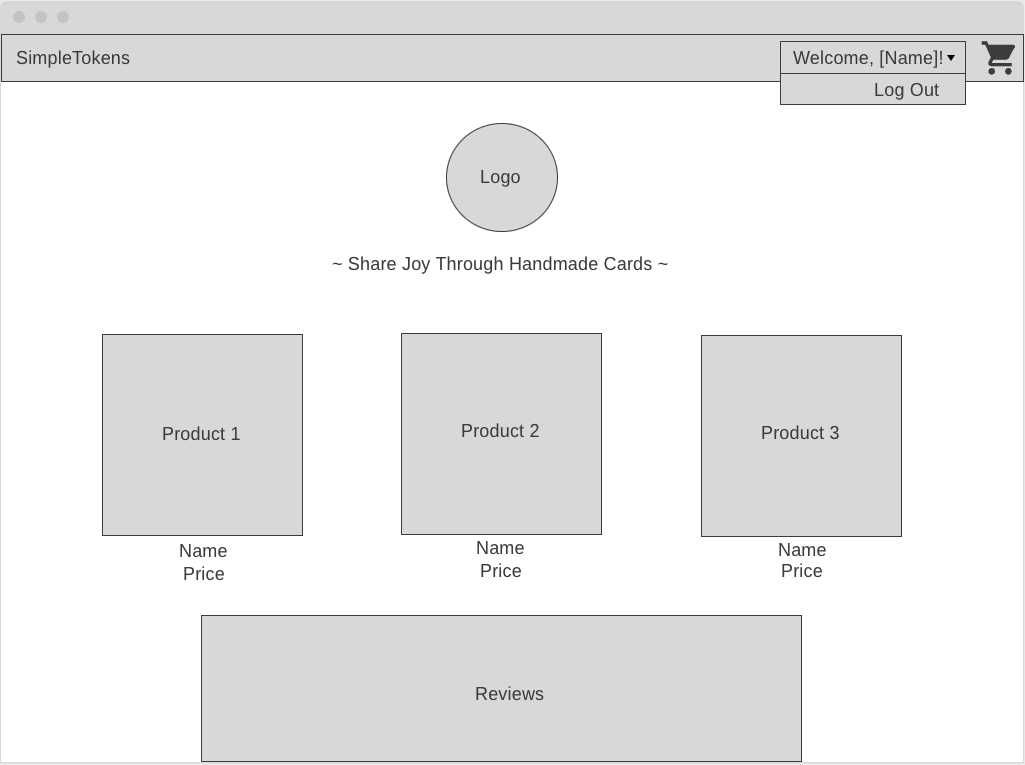 SimpleTokens
Welcome, [Name]!
Log Out
Logo
~ Share Joy Through Handmade Cards ~
Product 1
Product 2
Product 3
Name
Price
Name
Price
Name
Price
Reviews